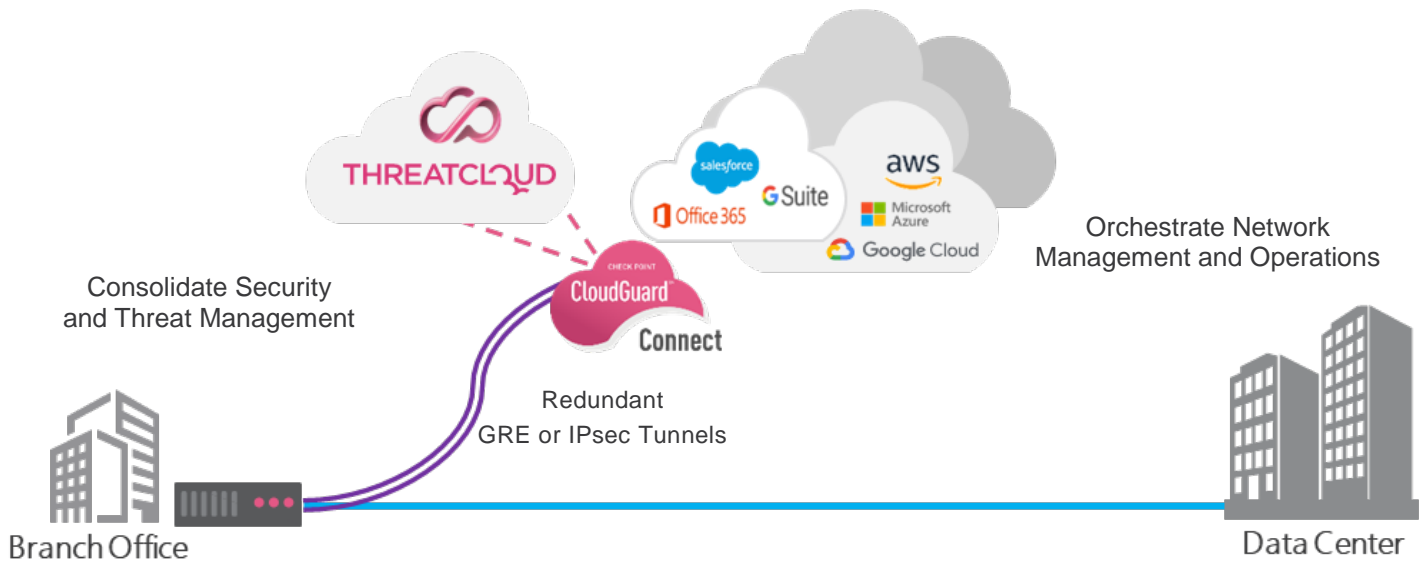 THREATCLOUD
salesforce
Office 365
G Suite
aws
Microsoft
Azure
Google Cloud
Orchestrate Network
Management and Operations
Consolidate Security
and Threat Management
CHECK POINT
CloudGuard™
Connect
Redundant
GRE or IPsec Tunnels
Branch Office
Data Center